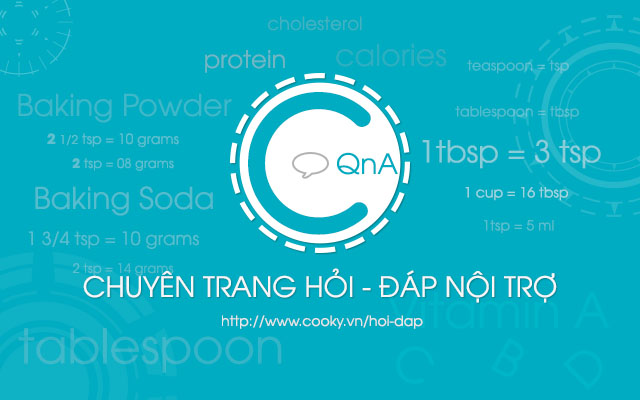 cholesterol
protein
calories
teaspoon = tsp
Baking Powder
tablespoon = tbsp
2 1/2 tsp = 10 grams
2 tsp = 08 grams
1tbsp = 3 tsp
QnA
Baking Soda
1 cup = 16 tbsp
1 3/4 tsp = 10 grams
1tsp = 5 ml
2 tsp = 14 grams
CHUYÊN TRANG HỎI - ĐÁP NỘI TRỢ
vitamin A
http://www.cooky.vn/hoi-dap
tablespoon
C B D